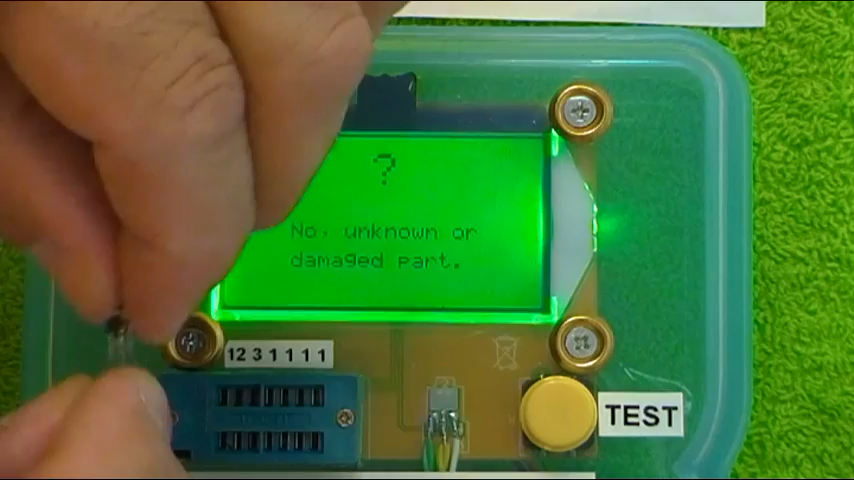 ?
No, unknown or
damaged part.
12 3 1 1 1 1
TEST